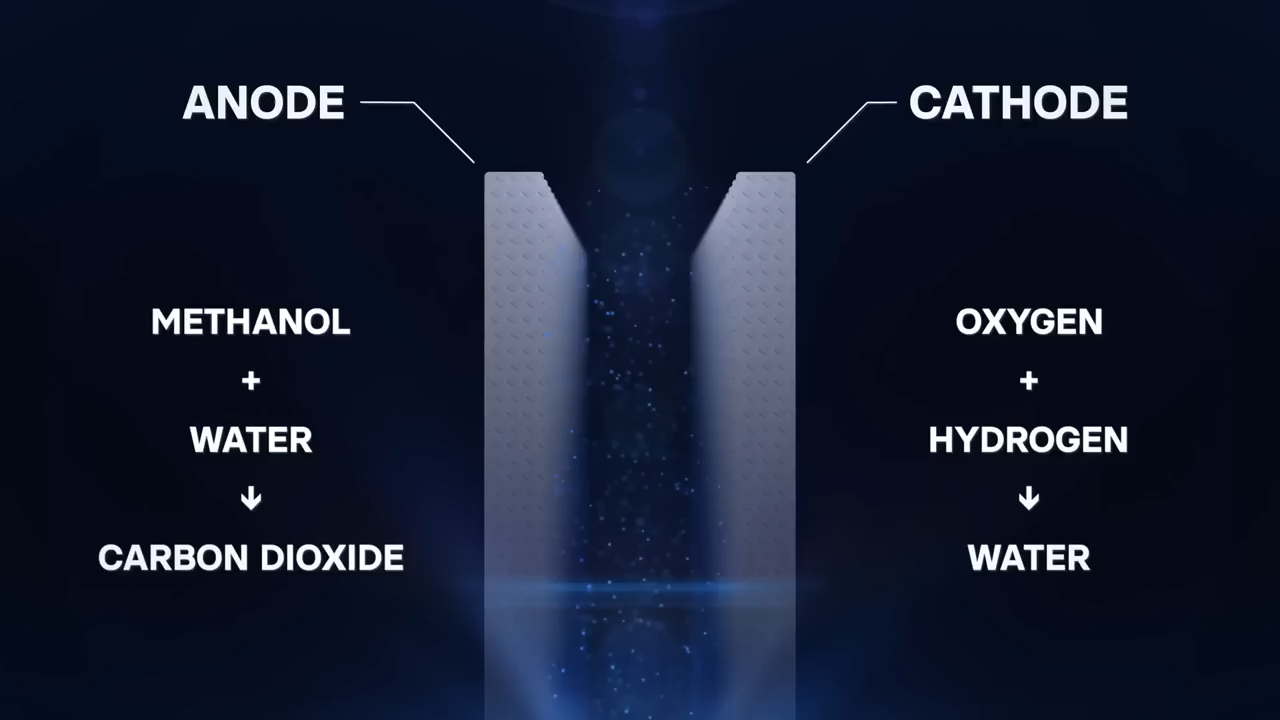 ANODE
CATHODE
METHANOL
+
WATER
↓
CARBON DIOXIDE
OXYGEN
+
HYDROGEN
↓
WATER